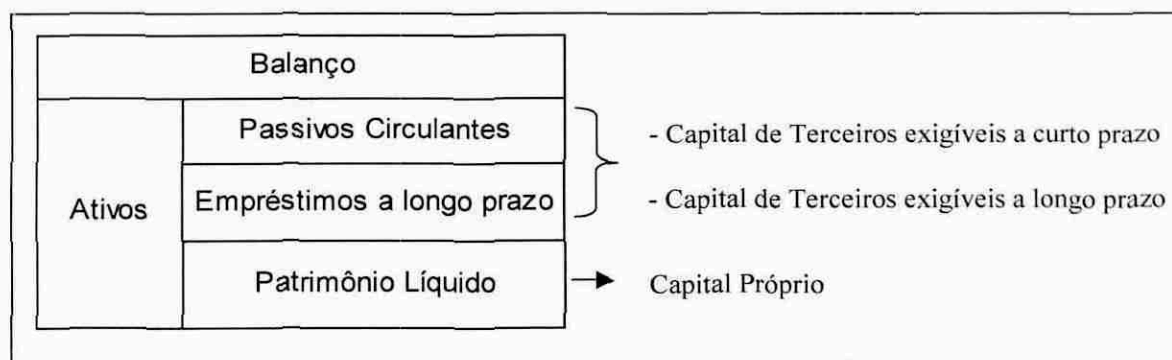 Balanço
Passivos Circulantes
- Capital de Terceiros exigíveis a curto prazo
Ativos
Empréstimos a longo prazo
- Capital de Terceiros exigíveis a longo prazo
Patrimônio Líquido
Capital Próprio